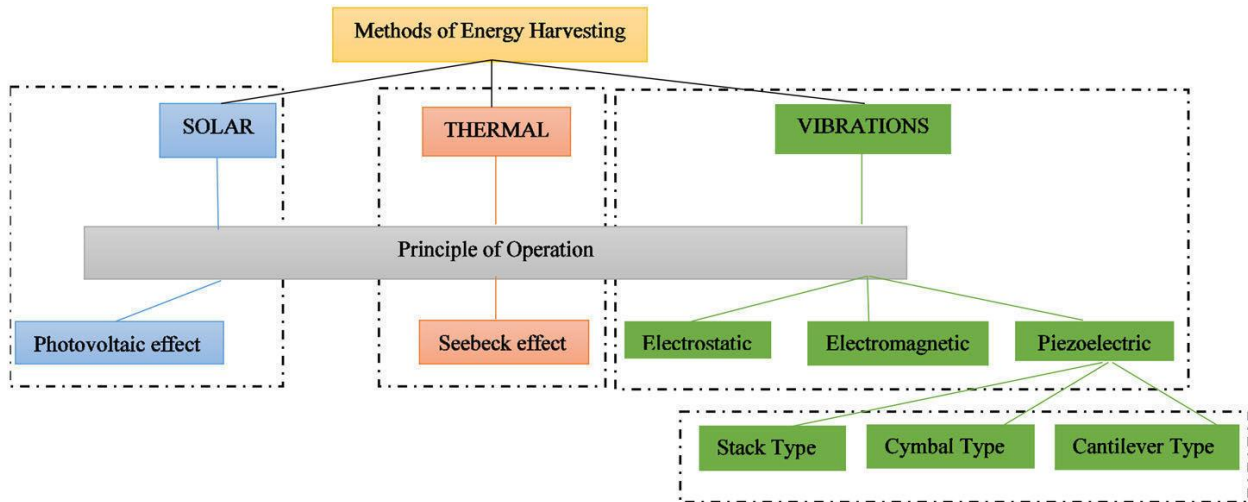 Methods of Energy Harvesting
SOLAR
THERMAL
VIBRATIONS
Principle of Operation
Photovoltaic effect
Seebeck effect
Electrostatic
Electromagnetic
Piezoelectric
Stack Type
Cymbal Type
Cantilever Type